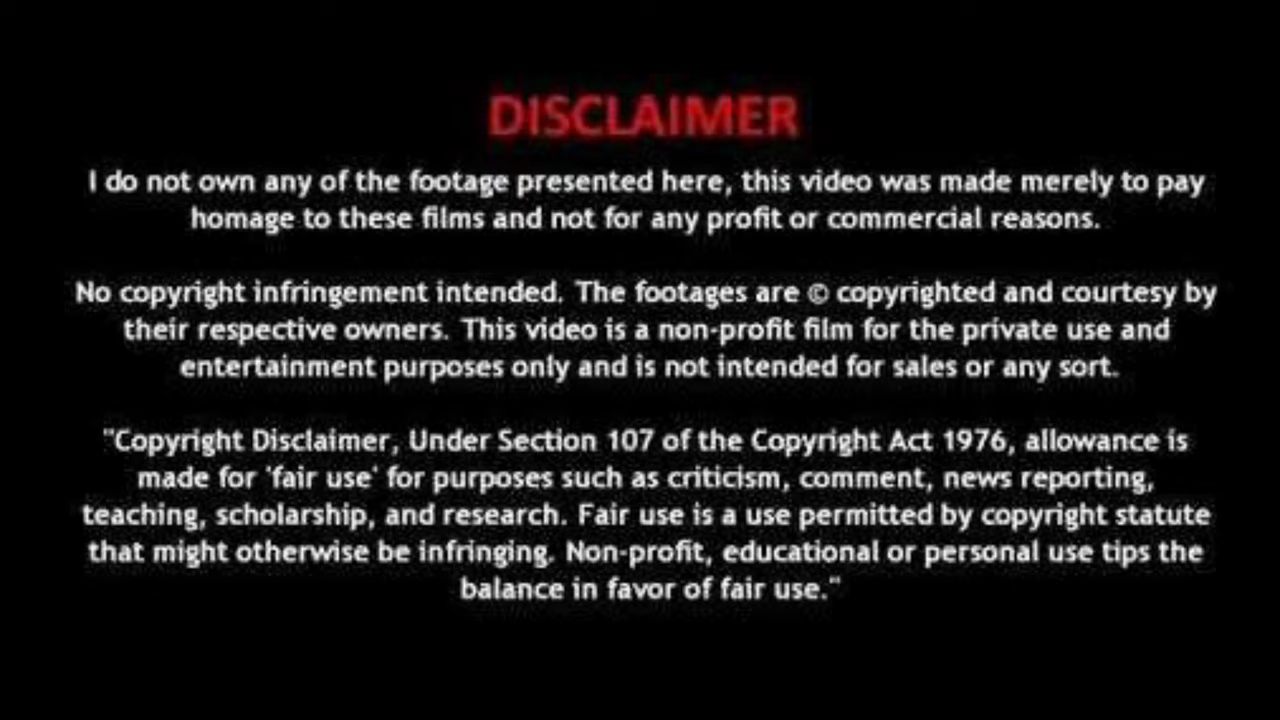 DISCLAIMER
I do not own any of the footage presented here, this video was made merely to pay
homage to these films and not for any profit or commercial reasons.
No copyright infringement intended. The footages are © copyrighted and courtesy by
their respective owners. This video is a non-profit film for the private use and
entertainment purposes only and is not intended for sales or any sort.
"Copyright Disclaimer, Under Section 107 of the Copyright Act 1976, allowance is
made for 'fair use' for purposes such as criticism, comment, news reporting,
teaching, scholarship, and research. Fair use is a use permitted by copyright statute
that might otherwise be infringing. Non-profit, educational or personal use tips the
balance in favor of fair use."